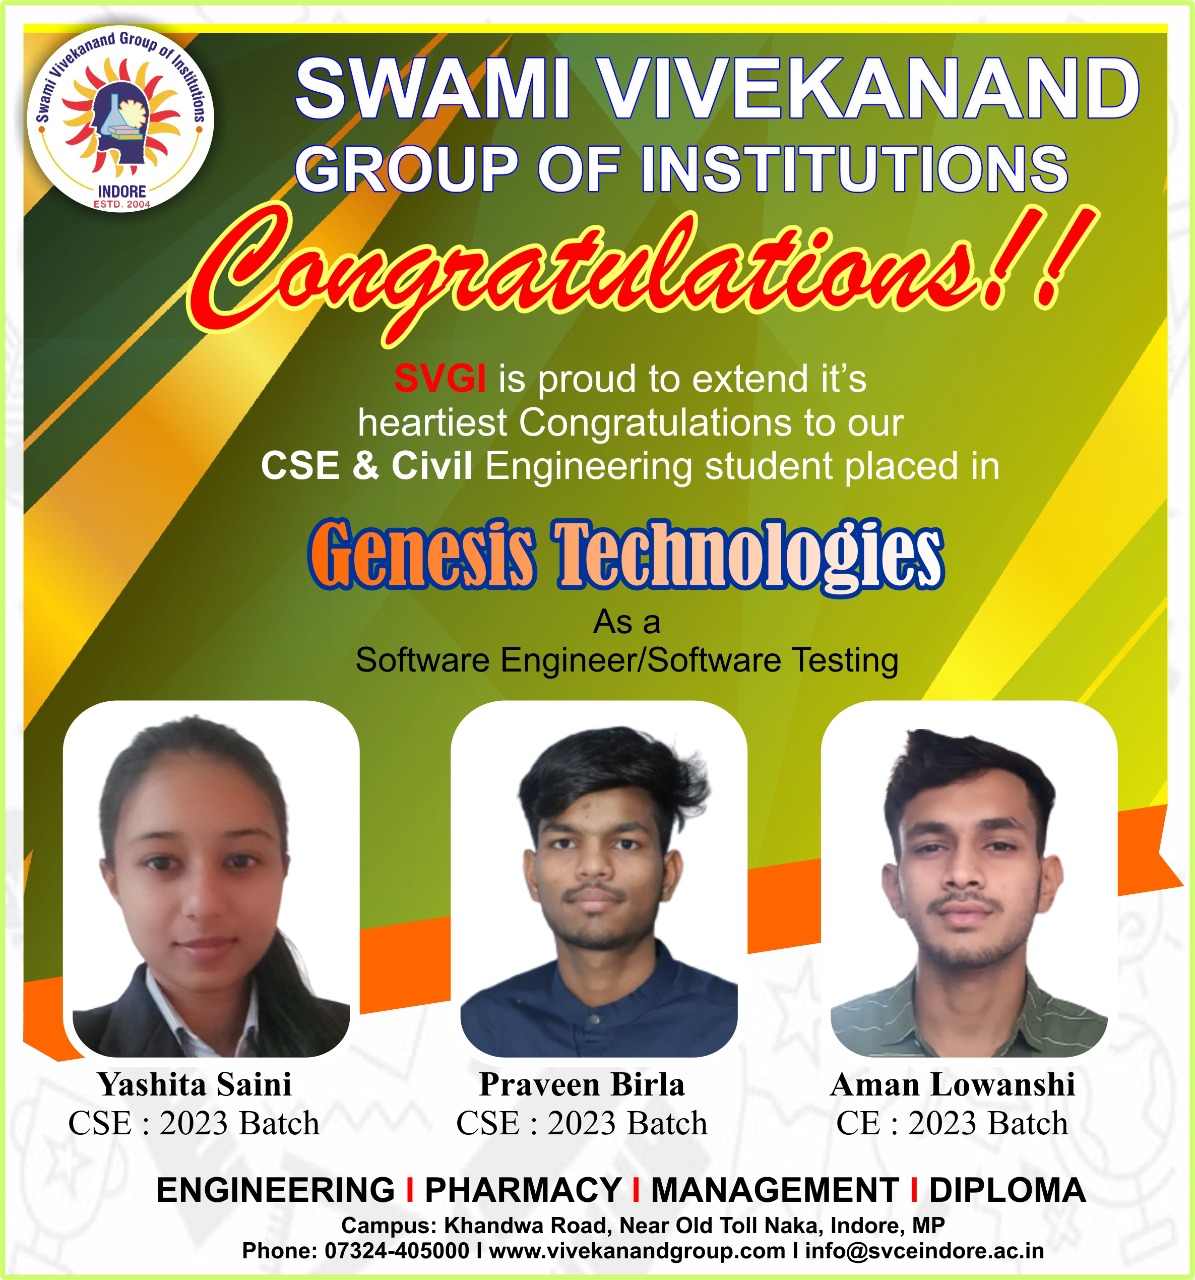 Swami Vivekanand Group of Institutions
INDORE
ESTD. 2004
SWAMI VIVEKANAND
GROUP OF INSTITUTIONS
Congratulations!!
SVGI is proud to extend it’s
heartiest Congratulations to our
CSE & Civil Engineering student placed in
Genesis Technologies
As a
Software Engineer/Software Testing
Yashita Saini
CSE : 2023 Batch
Praveen Birla
CSE : 2023 Batch
Aman Lowanshi
CE : 2023 Batch
ENGINEERING I PHARMACY I MANAGEMENT I DIPLOMA
Campus: Khandwa Road, Near Old Toll Naka, Indore, MP
Phone: 07324-405000 I www.vivekanandgroup.com I info@svceindore.ac.in